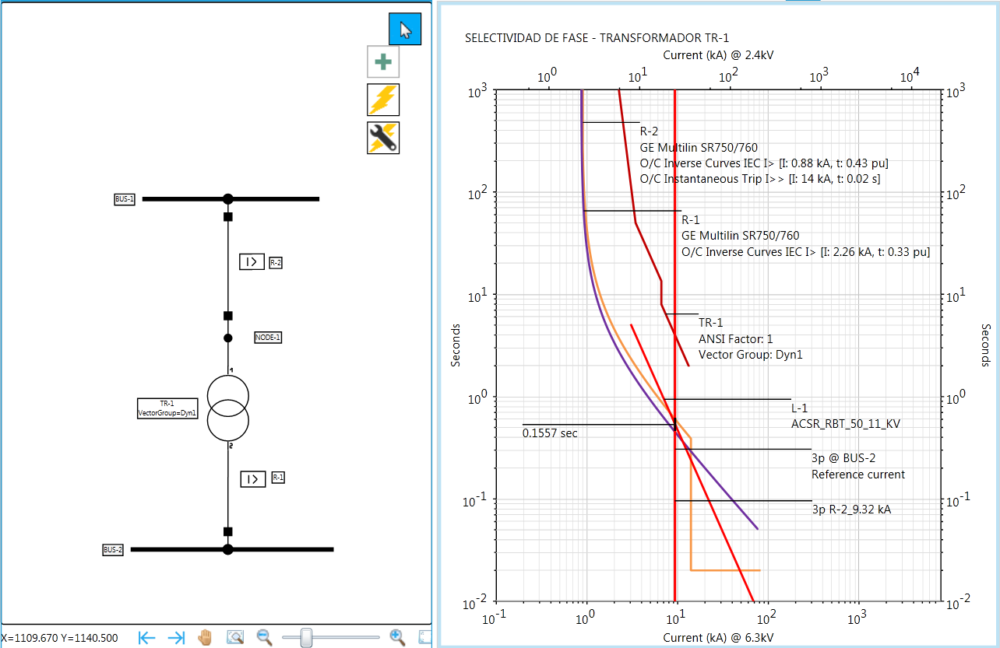 BUS-1
I> R-2
NODE-1
1
TR-1
VectorGroup=Dyn1
2
I> R-1
BUS-2
X=1109.670 Y=1140.500
SELECTIVIDAD DE FASE - TRANSFORMADOR TR-1
Current (kA) @ 2.4kV
10^0 10^1 10^2 10^3 10^4
10^3 10^3
R-2
GE Multilin SR750/760
O/C Inverse Curves IEC I> [I: 0.88 kA, t: 0.43 pu]
O/C Instantaneous Trip I>> [I: 14 kA, t: 0.02 s]
10^2 10^2
R-1
GE Multilin SR750/760
O/C Inverse Curves IEC I> [I: 2.26 kA, t: 0.33 pu]
10^1 10^1
TR-1
ANSI Factor: 1
Vector Group: Dyn1
Seconds
Seconds
10^0 10^0
L-1
ACSR_RBT_50_11_KV
0.1557 sec
3p @ BUS-2
Reference current
10^-1 10^-1
3p R-2_9.32 kA
10^-2 10^-2
10^-1 10^0 10^1 10^2 10^3
Current (kA) @ 6.3kV